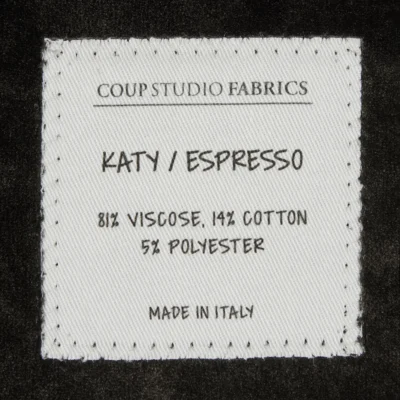 COUP STUDIO FABRICS
KATY / ESPRESSO
81% VISCOSE, 14% COTTON
5% POLYESTER
MADE IN ITALY